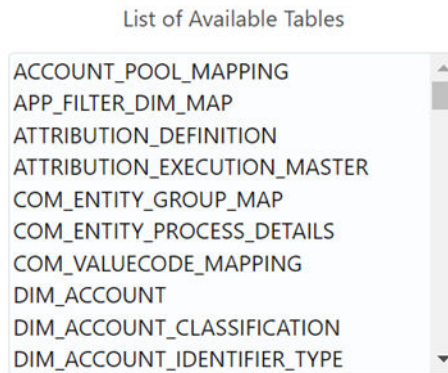 List of Available Tables
ACCOUNT_POOL_MAPPING
APP_FILTER_DIM_MAP
ATTRIBUTION_DEFINITION
ATTRIBUTION_EXECUTION_MASTER
COM_ENTITY_GROUP_MAP
COM_ENTITY_PROCESS_DETAILS
COM_VALUECODE_MAPPING
DIM_ACCOUNT
DIM_ACCOUNT_CLASSIFICATION
DIM_ACCOUNT_IDENTIFIER_TYPE